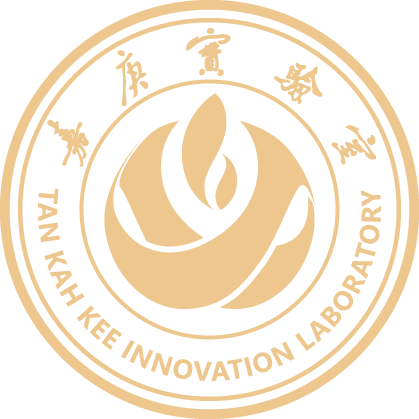 嘉庚實驗室
TAN KAH KEE INNOVATION LABORATORY